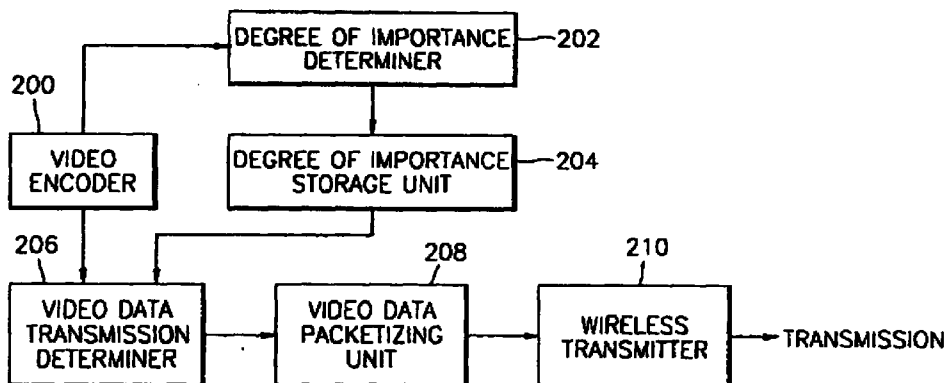 DEGREE OF IMPORTANCE
DETERMINER
202
200
VIDEO
ENCODER
DEGREE OF IMPORTANCE
STORAGE UNIT
204
206
VIDEO DATA
TRANSMISSION
DETERMINER
208
VIDEO DATA
PACKETIZING
UNIT
210
WIRELESS
TRANSMITTER
TRANSMISSION